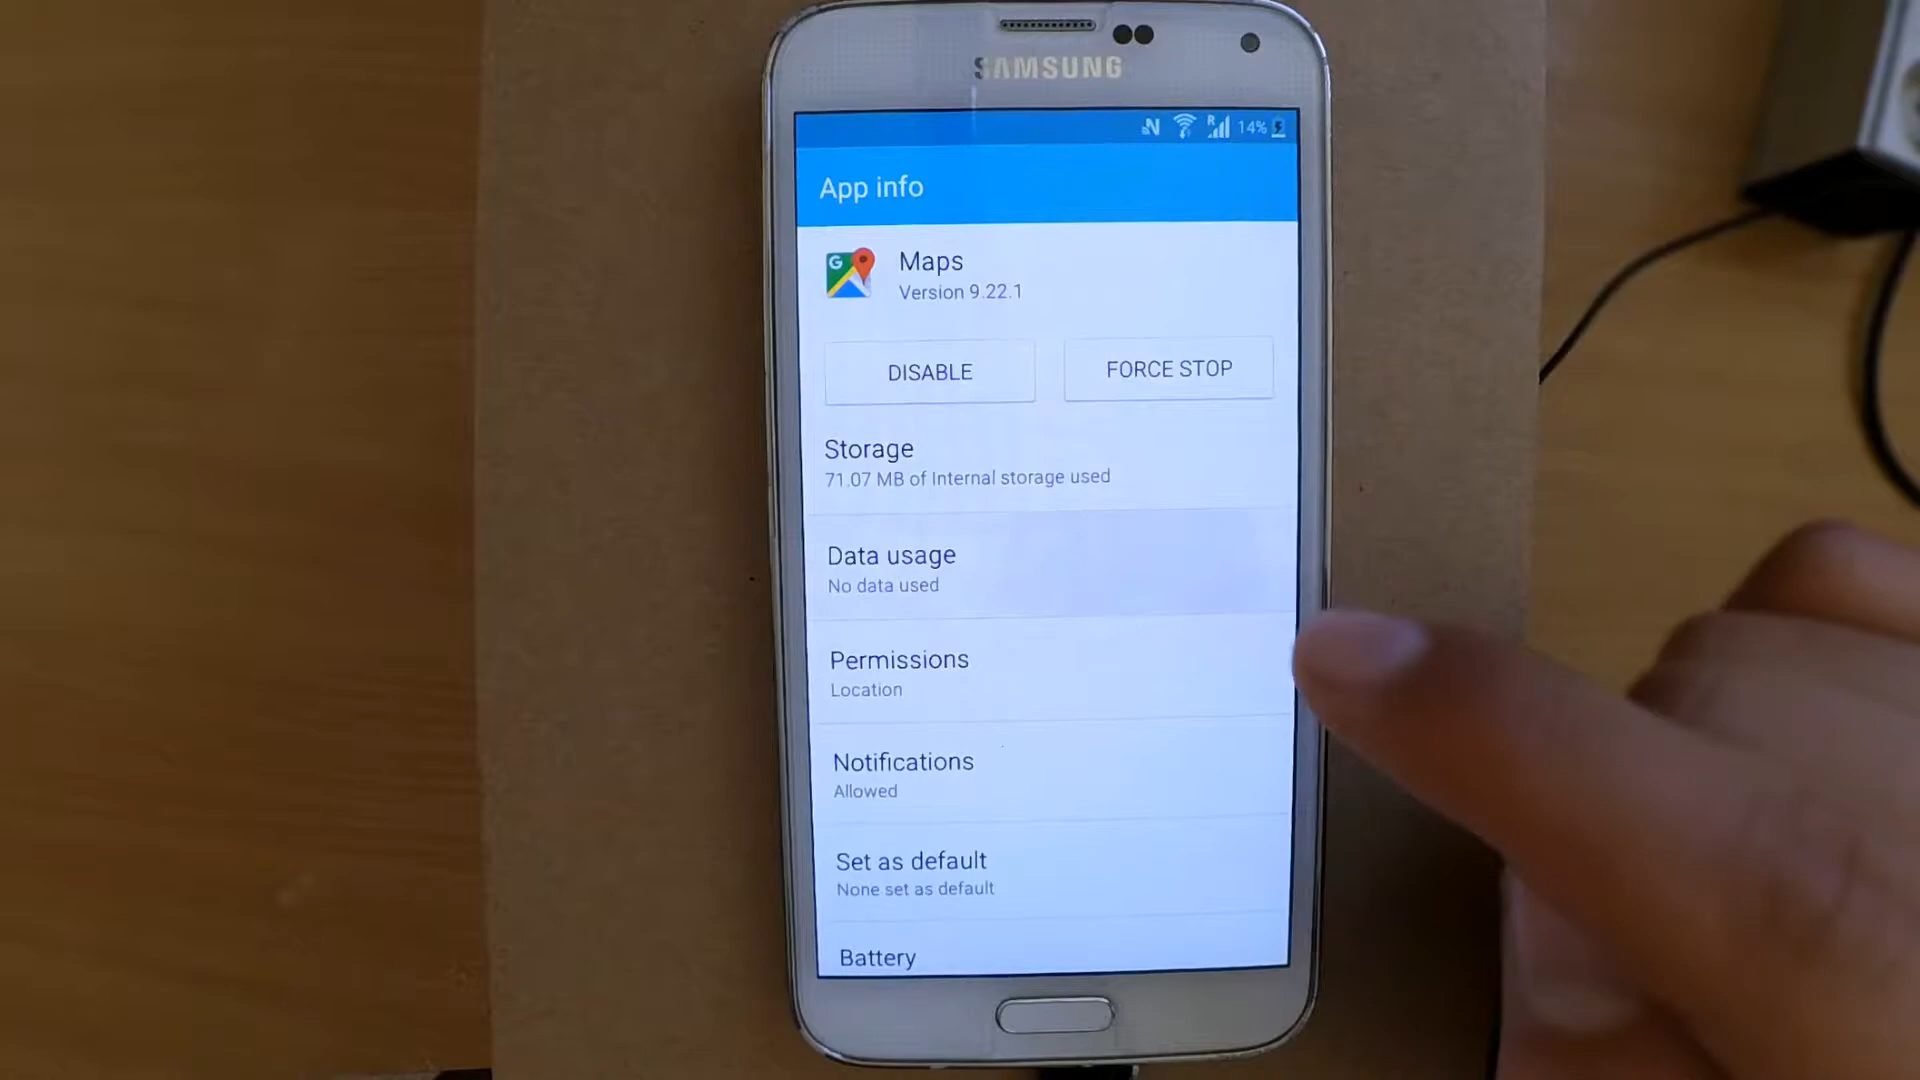 SAMSUNG
N R 14%
App info
G
Maps
Version 9.22.1
DISABLE
FORCE STOP
Storage
71.07 MB of Internal storage used
Data usage
No data used
Permissions
Location
Notifications
Allowed
Set as default
None set as default
Battery